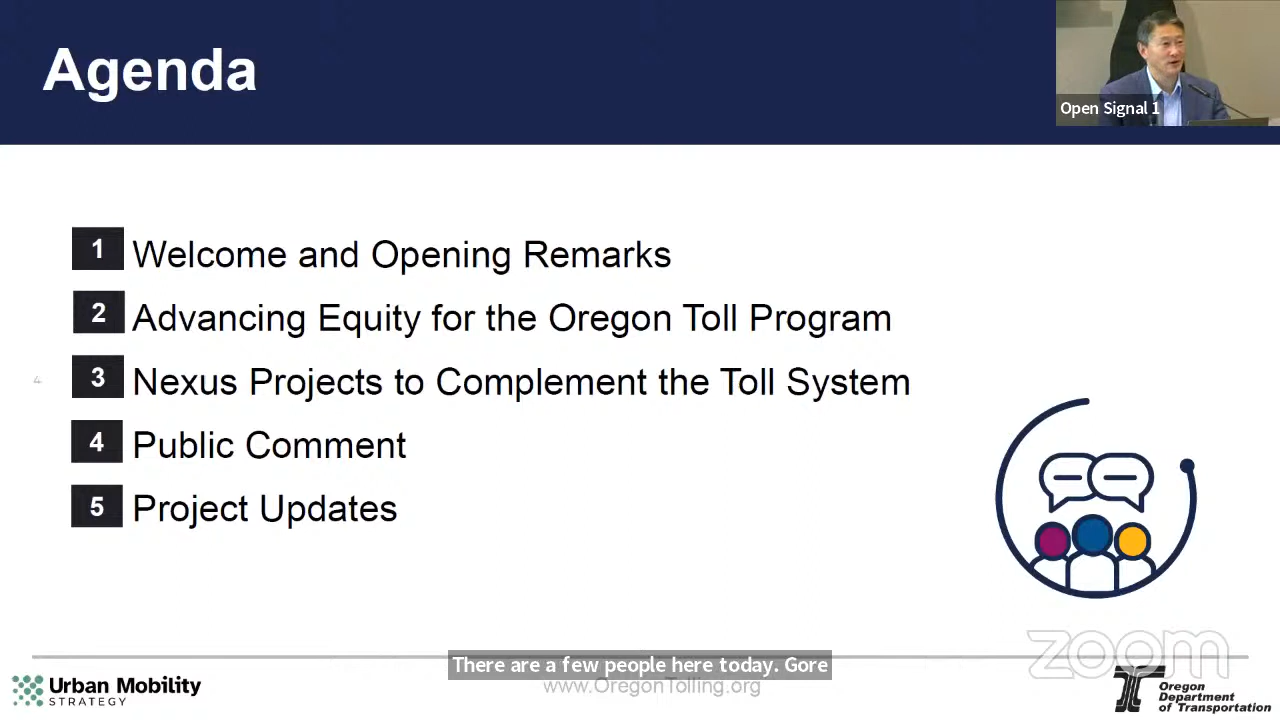 Agenda
Open Signal 1
1 Welcome and Opening Remarks
2 Advancing Equity for the Oregon Toll Program
3 Nexus Projects to Complement the Toll System
4 Public Comment
5 Project Updates
4
zoom
There are a few people here today. Gore
www.OregonTolling.org
Urban Mobility
STRATEGY
Oregon
Department
of Transportation